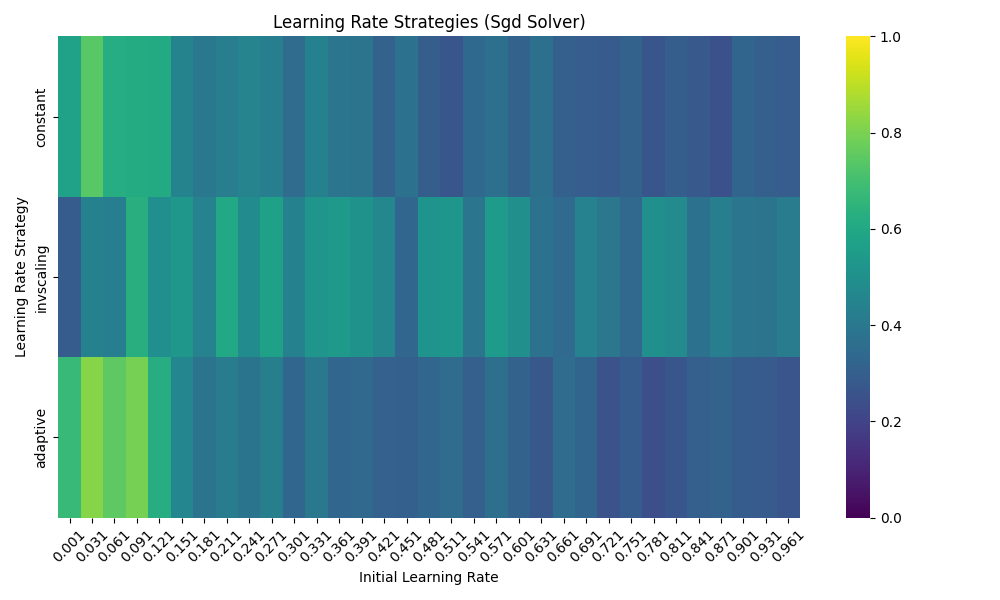 Learning Rate Strategies (Sgd Solver)
Learning Rate Strategy
constant
invscaling
adaptive
0.001 0.031 0.061 0.091 0.121 0.151 0.181 0.211 0.241 0.271 0.301 0.331 0.361 0.391 0.421 0.451 0.481 0.511 0.541 0.571 0.601 0.631 0.661 0.691 0.721 0.751 0.781 0.811 0.841 0.871 0.901 0.931 0.961
Initial Learning Rate
1.0
0.8
0.6
0.4
0.2
0.0